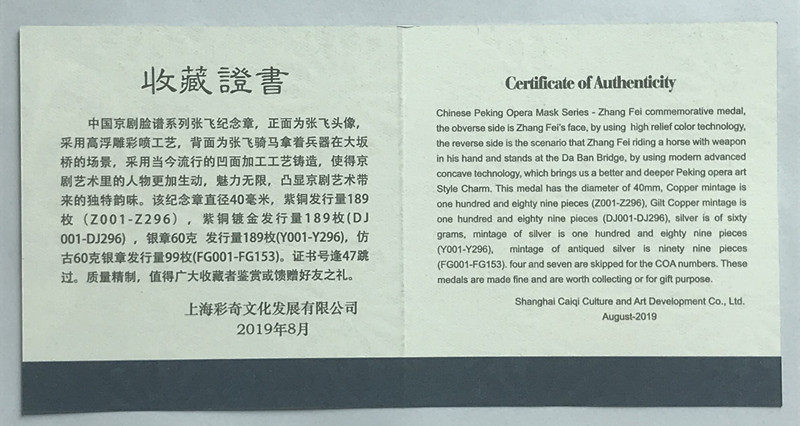 收藏證書
中国京剧脸谱系列张飞纪念章，正面为张飞头像，
采用高浮雕彩喷工艺，背面为张飞骑马拿着兵器在大坂
桥的场景，采用当今流行的凹面加工工艺铸造，使得京
剧艺术里的人物更加生动，魅力无限，凸显京剧艺术带
来的独特韵味。该纪念章直径40毫米，紫铜发行量189
枚（Z001-Z296），紫铜镀金发行量189枚(DJ
001-DJ296），银章60克 发行量189枚(Y001-Y296)，仿
古60克银章发行量99枚(FG001-FG153)。证书号逢47跳
过。质量精制，值得广大收藏者鉴赏或馈赠好友之礼。
上海彩奇文化发展有限公司
2019年8月
Certificate of Authenticity
Chinese Peking Opera Mask Series - Zhang Fei commemorative medal,
the obverse side is Zhang Fei's face, by using high relief color technology,
the reverse side is the scenario that Zhang Fei riding a horse with weapon
in his hand and stands at the Da Ban Bridge, by using modern advanced
concave technology, which brings us a better and deeper Peking opera art
Style Charm. This medal has the diameter of 40mm, Copper mintage is
one hundred and eighty nine pieces (Z001-Z296), Gilt Copper mintage is
one hundred and eighty nine pieces (DJ001-DJ296), silver is of sixty
grams, mintage of silver is one hundred and eighty nine pieces
(Y001-Y296), mintage of antiqued silver is ninety nine pieces
(FG001-FG153). four and seven are skipped for the COA numbers. These
medals are made fine and are worth collecting or for gift purpose.
Shanghai Caiqi Culture and Art Development Co., Ltd.
August-2019